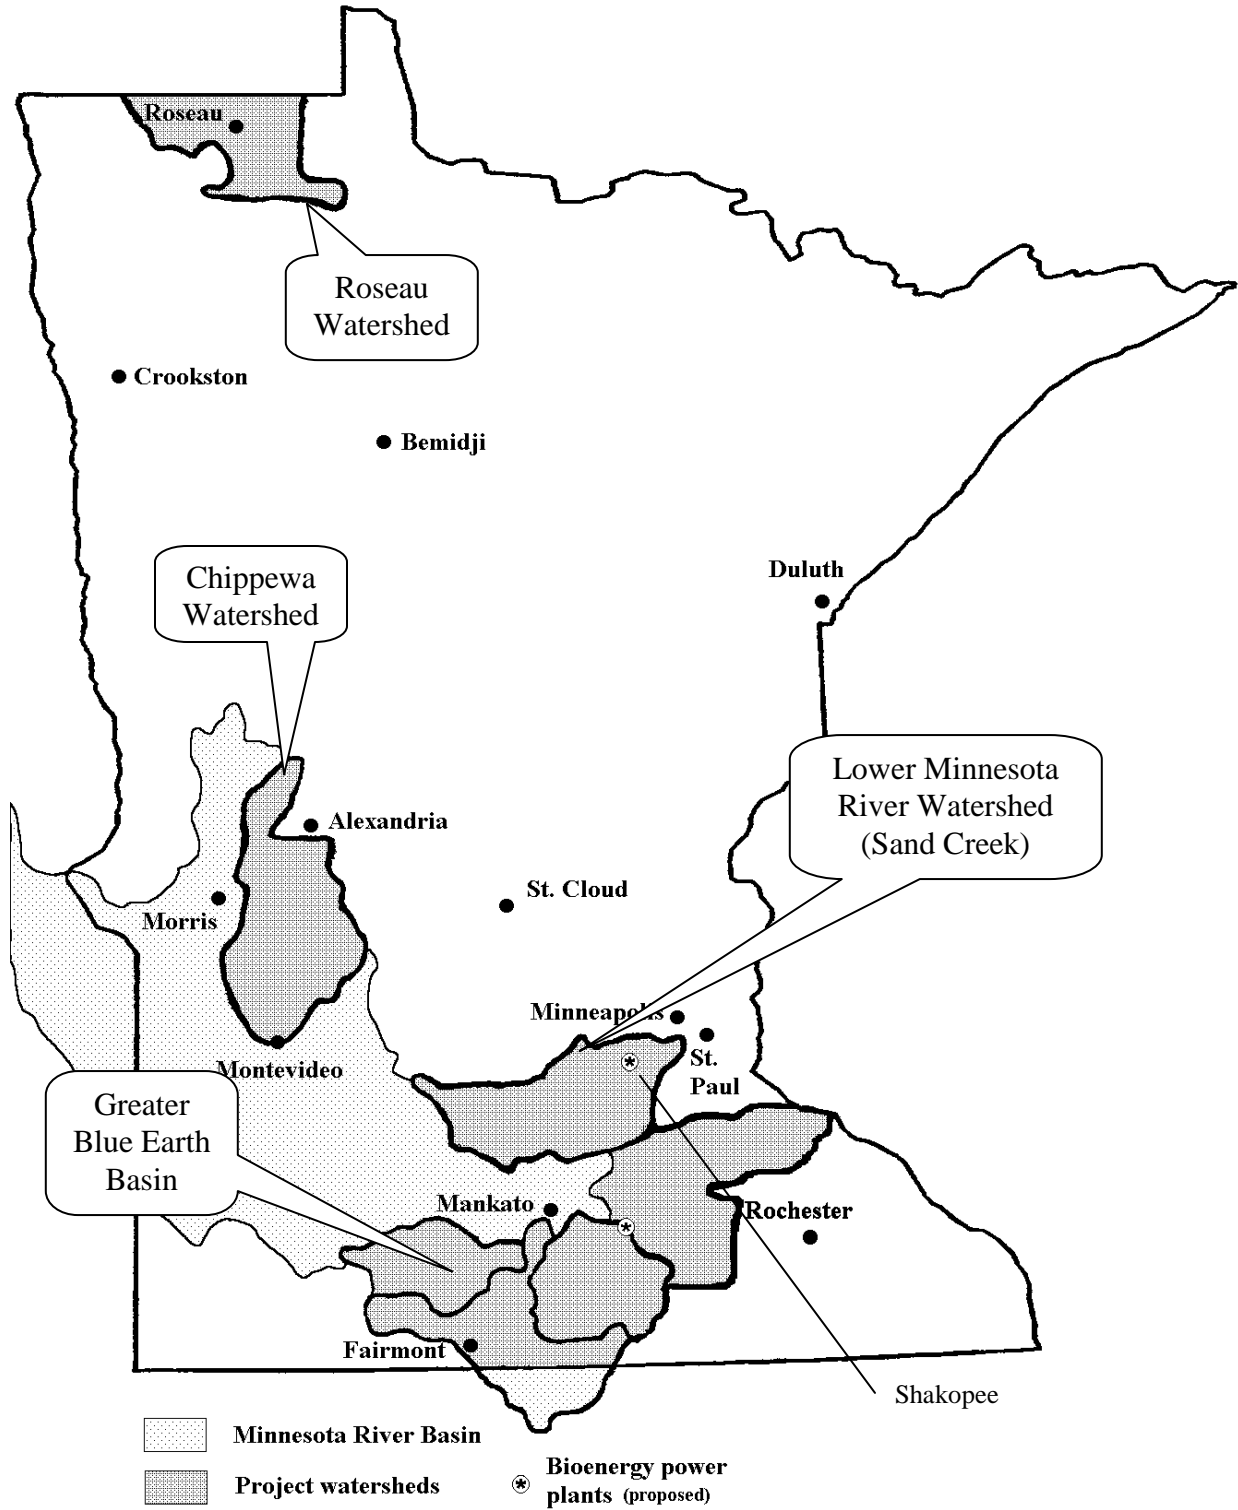 Roseau
Roseau
Watershed
Crookston
Bemidji
Chippewa
Watershed
Duluth
Lower Minnesota
River Watershed
(Sand Creek)
Alexandria
St. Cloud
Morris
Minneapolis
St.
Paul
Montevideo
Greater
Blue Earth
Basin
Mankato
Rochester
Fairmont
Shakopee
Minnesota River Basin
Project watersheds
Bioenergy power
plants (proposed)